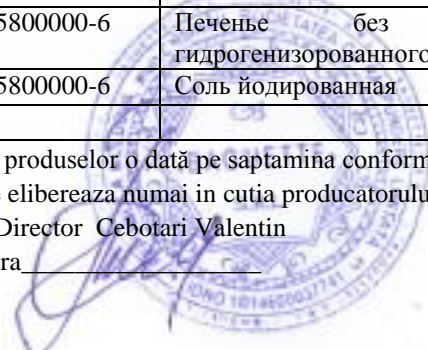 5800000-6 Печенье без
гидрогенизорованного
5800000-6 Соль йодированная
produselor o dată pe saptamina conform
elibereaza numai in cutia producatorulu
Director Cebotari Valentin
ra____________________